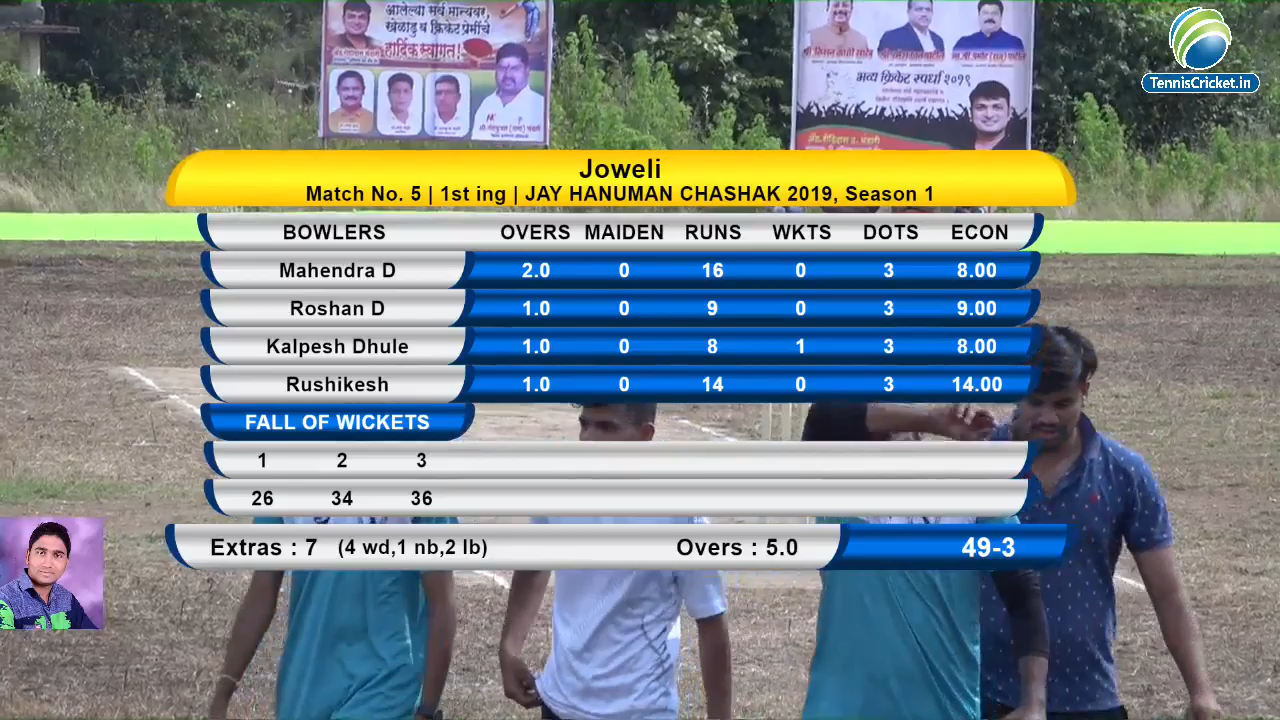 आलेल्या सर्व मान्यवर,
खेळाडू व क्रिकेट प्रेमींचे
हार्दिक स्वागत!
भव्य क्रिकेट स्पर्धा २०१९
TennisCricket.in
Joweli
Match No. 5 | 1st ing | JAY HANUMAN CHASHAK 2019, Season 1
BOWLERS OVERS MAIDEN RUNS WKTS DOTS ECON
Mahendra D 2.0 0 16 0 3 8.00
Roshan D 1.0 0 9 0 3 9.00
Kalpesh Dhule 1.0 0 8 1 3 8.00
Rushikesh 1.0 0 14 0 3 14.00
FALL OF WICKETS
1 2 3
26 34 36
Extras : 7 (4 wd,1 nb,2 lb) Overs : 5.0 49-3